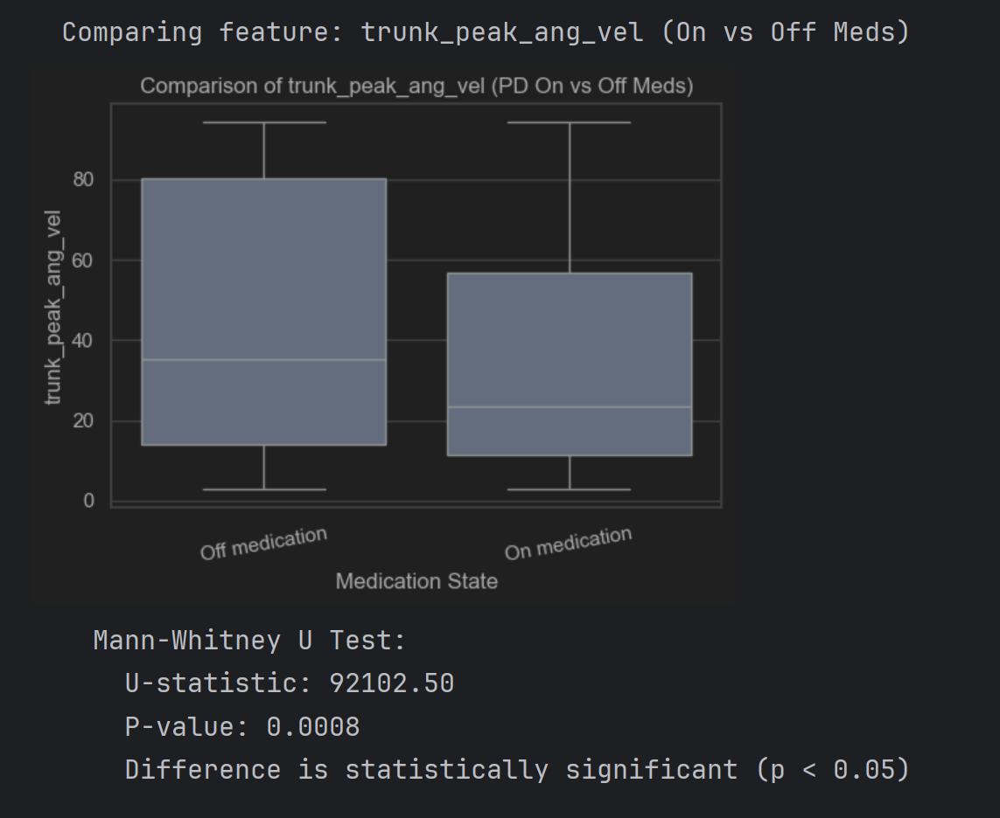 Comparing feature: trunk_peak_ang_vel (On vs Off Meds)
Comparison of trunk_peak_ang_vel (PD On vs Off Meds)
trunk_peak_ang_vel
80
60
40
20
0
Off medication
On medication
Medication State
Mann-Whitney U Test:
U-statistic: 92102.50
P-value: 0.0008
Difference is statistically significant (p < 0.05)